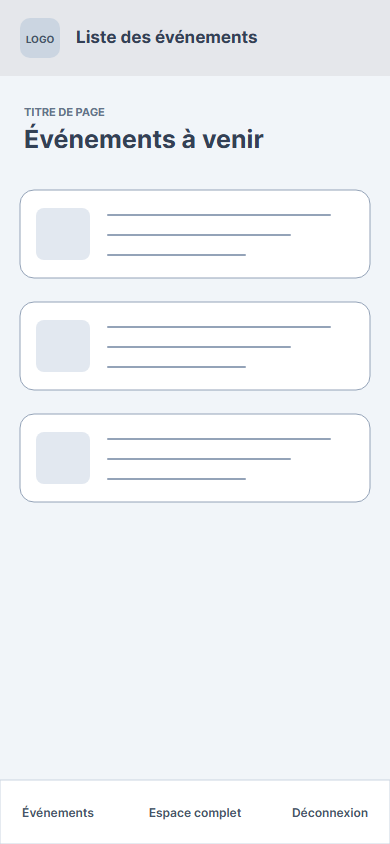 LOGO
Liste des événements
TITRE DE PAGE
Événements à venir
Événements
Espace complet
Déconnexion